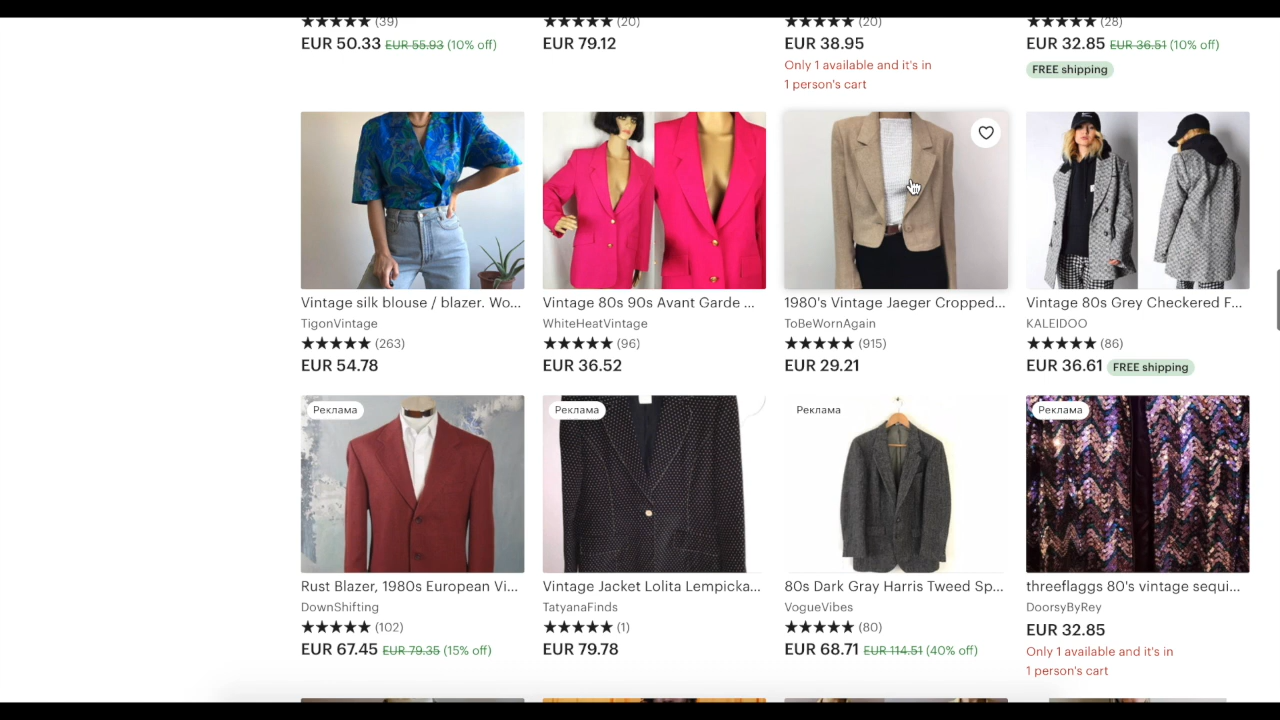 ★★★★★ (39)
★★★★★ (20)
★★★★★ (20)
★★★★★ (28)
EUR 50.33 EUR 55.93 (10% off)
EUR 79.12
EUR 38.95
Only 1 available and it's in
1 person's cart
EUR 32.85 EUR 36.51 (10% off)
FREE shipping
Vintage silk blouse / blazer. Wo...
TigonVintage
★★★★★ (263)
EUR 54.78
Vintage 80s 90s Avant Garde ...
WhiteHeatVintage
★★★★★ (96)
EUR 36.52
1980's Vintage Jaeger Cropped...
ToBeWornAgain
★★★★★ (915)
EUR 29.21
Vintage 80s Grey Checkered F...
KALEIDOO
★★★★★ (86)
EUR 36.61 FREE shipping
Реклама
Rust Blazer, 1980s European Vi...
DownShifting
★★★★★ (102)
EUR 67.45 EUR 79.35 (15% off)
Реклама
Vintage Jacket Lolita Lempicka...
TatyanaFinds
★★★★★ (1)
EUR 79.78
Реклама
80s Dark Gray Harris Tweed Sp...
VogueVibes
★★★★★ (80)
EUR 68.71 EUR 114.51 (40% off)
Реклама
threeflaggs 80's vintage sequi...
DoorsyByRey
EUR 32.85
Only 1 available and it's in
1 person's cart